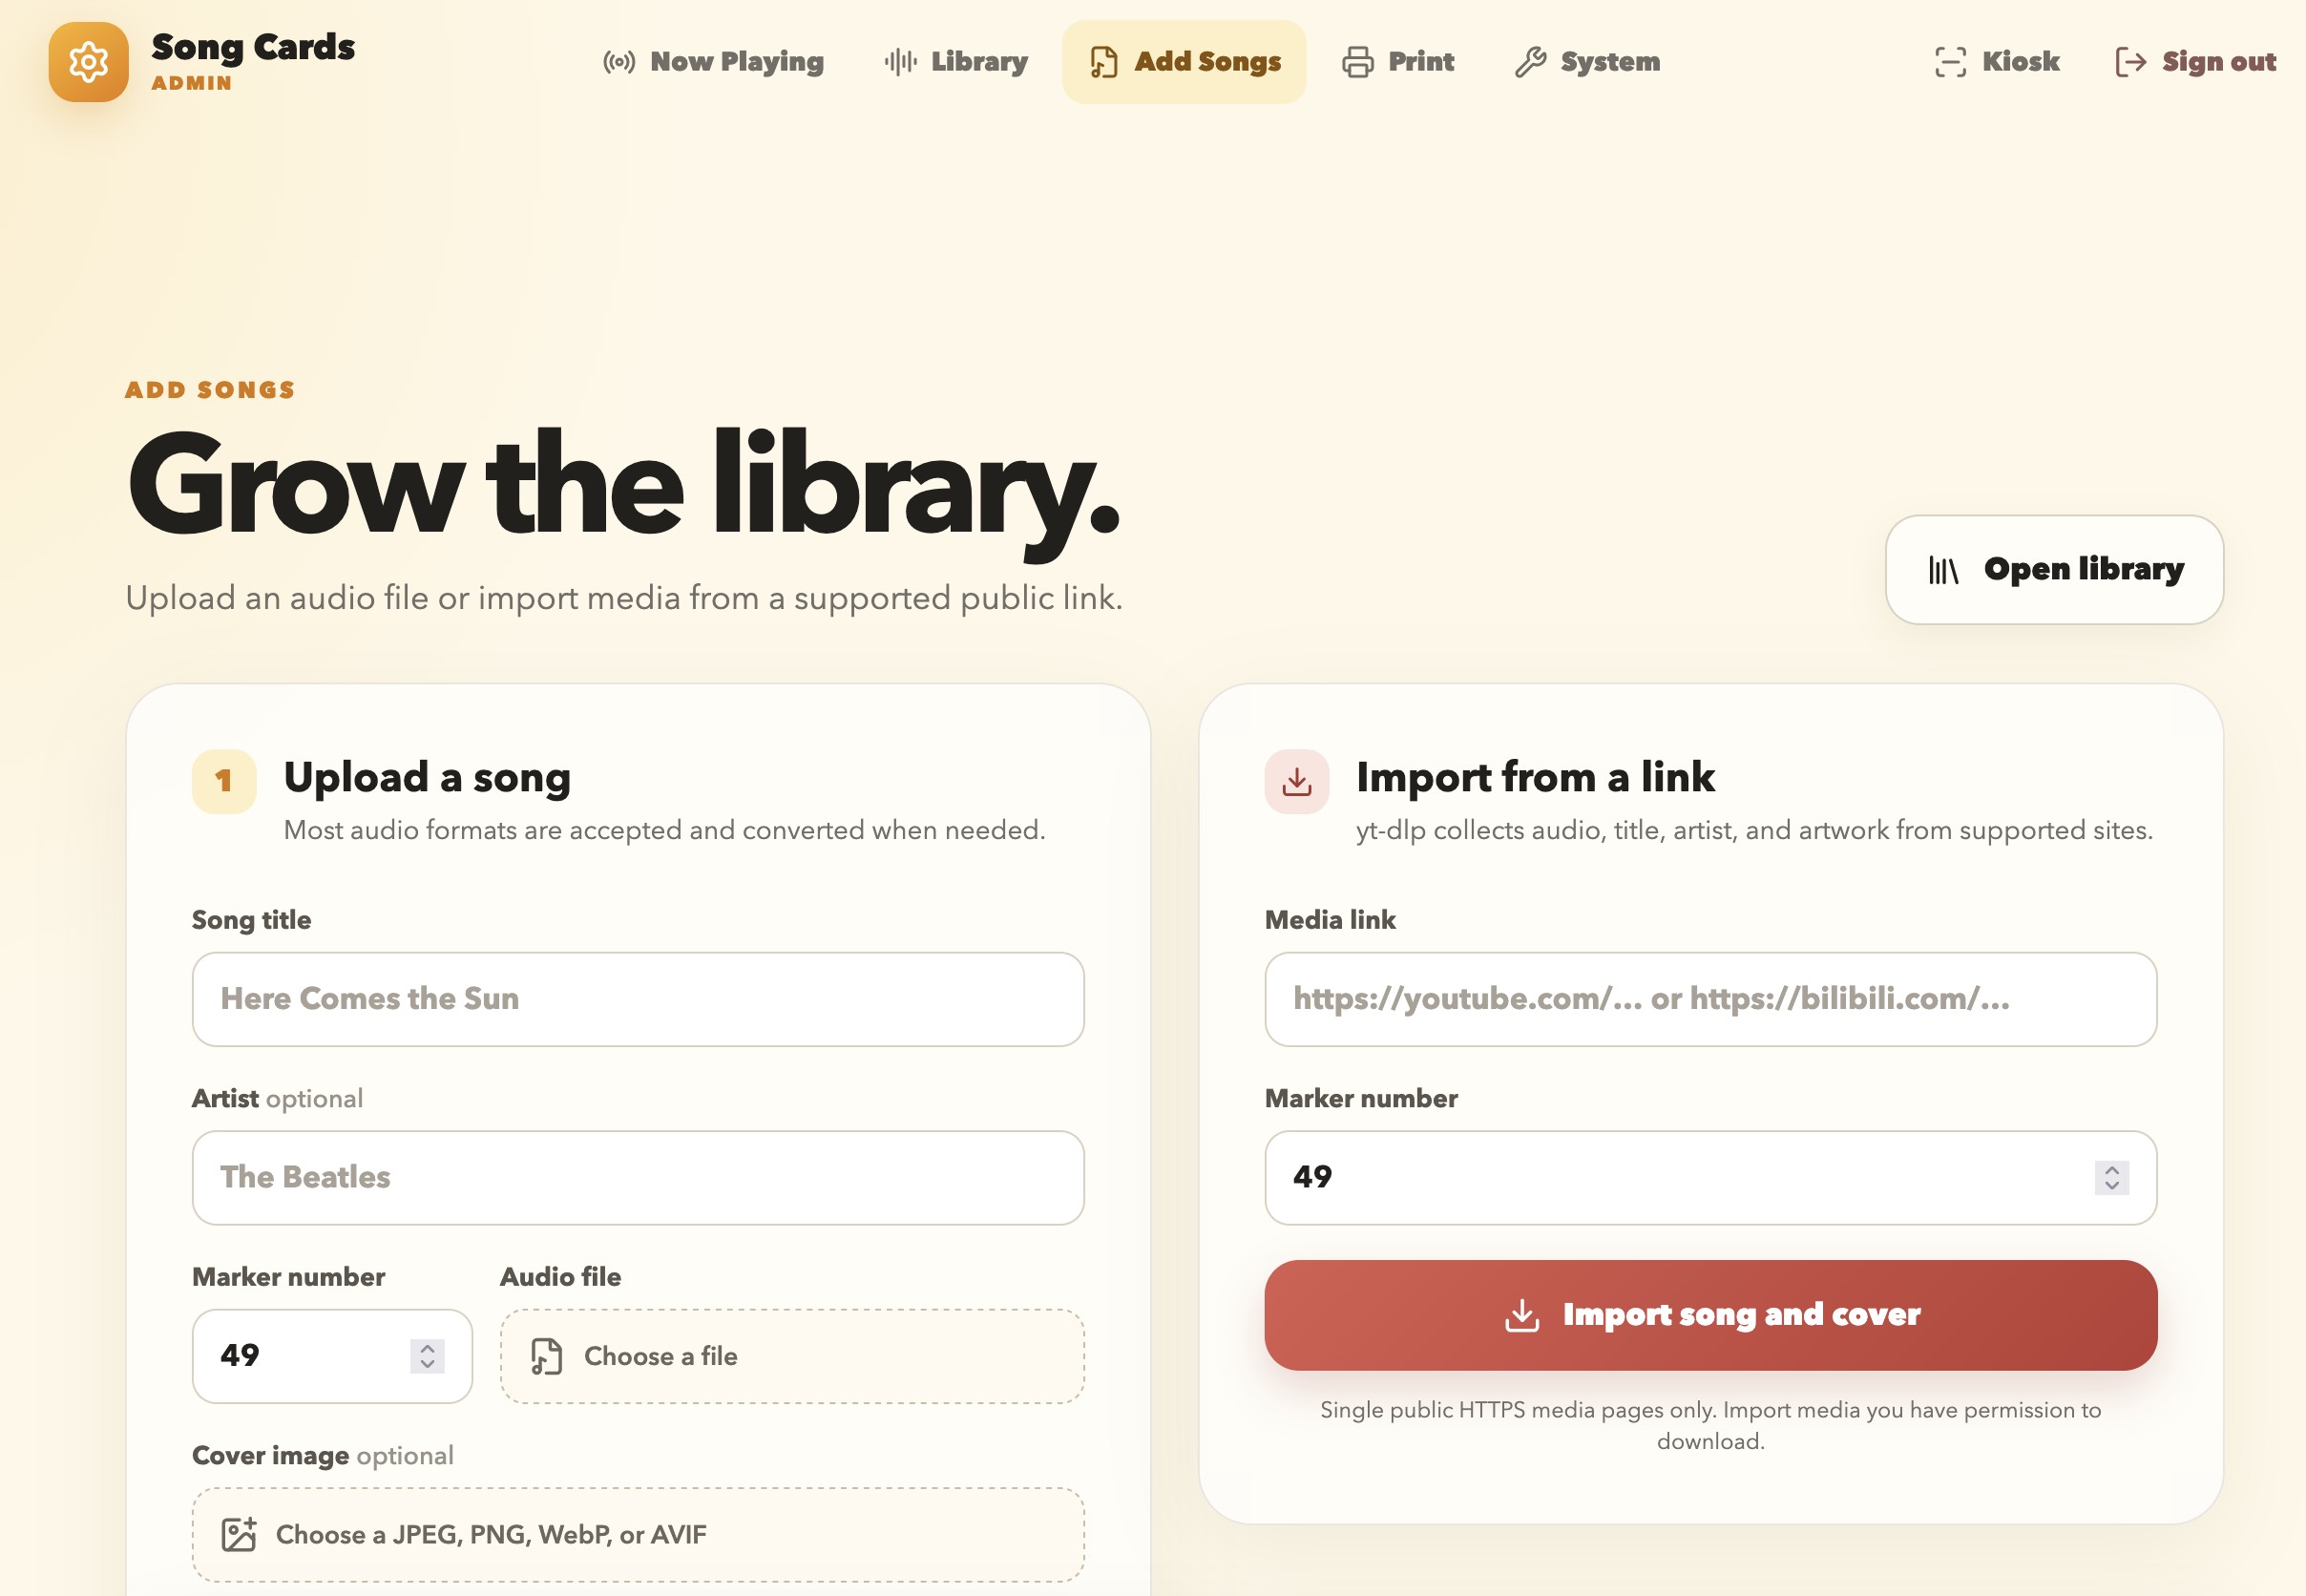 Song Cards
ADMIN
Now Playing
Library
Add Songs
Print
System
Kiosk
Sign out
ADD SONGS
Grow the library.
Upload an audio file or import media from a supported public link.
Open library
1
Upload a song
Most audio formats are accepted and converted when needed.
Song title
Here Comes the Sun
Artist optional
The Beatles
Marker number
49
Audio file
Choose a file
Cover image optional
Choose a JPEG, PNG, WebP, or AVIF
Import from a link
yt-dlp collects audio, title, artist, and artwork from supported sites.
Media link
https://youtube.com/... or https://bilibili.com/...
Marker number
49
Import song and cover
Single public HTTPS media pages only. Import media you have permission to
download.